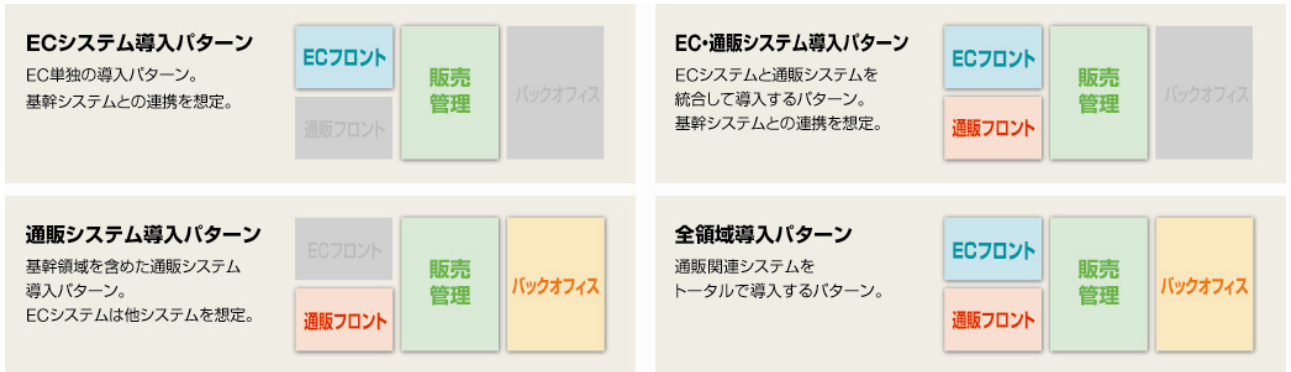 ECシステム導入パターン
EC単独の導入パターン。
基幹システムとの連携を想定。
ECフロント
通販フロント
販売
管理
バックオフィス
EC・通販システム導入パターン
ECシステムと通販システムを
統合して導入するパターン。
基幹システムとの連携を想定。
ECフロント
通販フロント
販売
管理
バックオフィス
通販システム導入パターン
基幹領域を含めた通販システム
導入パターン。
ECシステムは他システムを想定。
ECフロント
通販フロント
販売
管理
バックオフィス
全領域導入パターン
通販関連システムを
トータルで導入するパターン。
ECフロント
通販フロント
販売
管理
バックオフィス